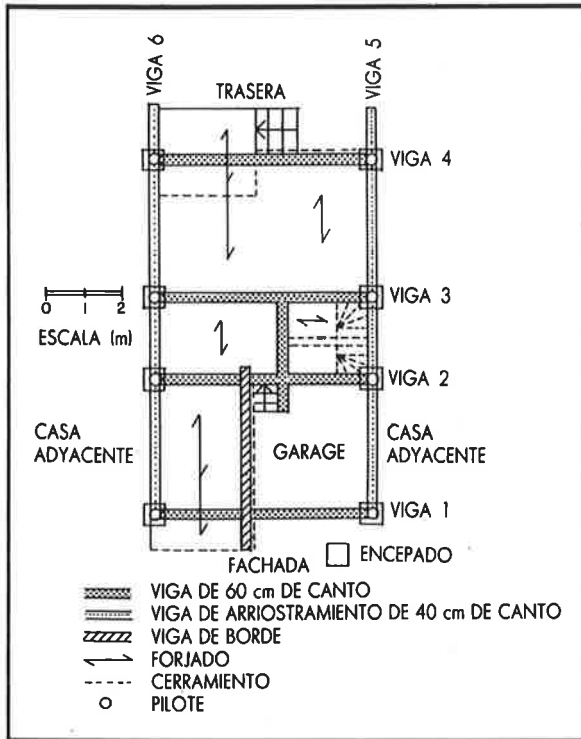 VIGA 6
VIGA 5
TRASERA
VIGA 4
VIGA 3
0 1 2
ESCALA (m)
VIGA 2
CASA
ADYACENTE
GARAGE
CASA
ADYACENTE
VIGA 1
FACHADA
ENCEPADO
VIGA DE 60 cm DE CANTO
VIGA DE ARRIOSTRAMIENTO DE 40 cm DE CANTO
VIGA DE BORDE
FORJADO
CERRAMIENTO
PILOTE